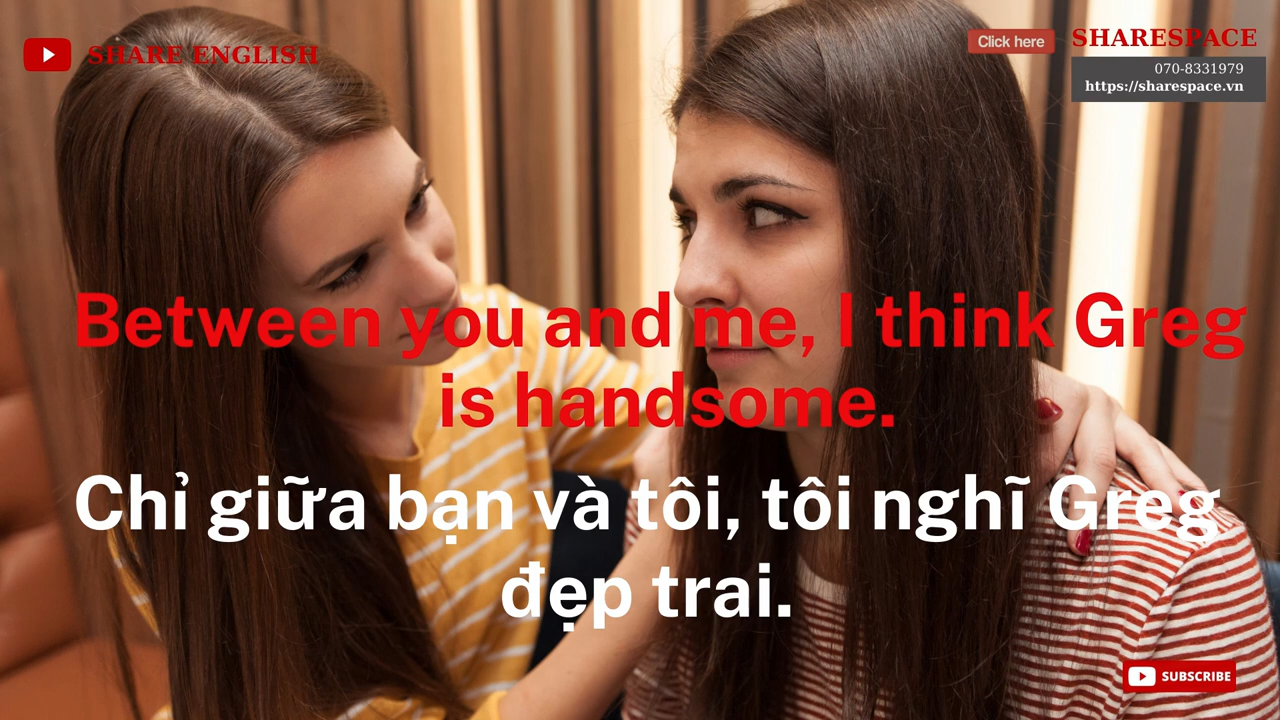 SHARE ENGLISH
Click here
SHARESPACE
070-8331979
https://sharespace.vn
Between you and me, I think Greg
is handsome.
Chỉ giữa bạn và tôi, tôi nghĩ Greg
đẹp trai.
SUBSCRIBE